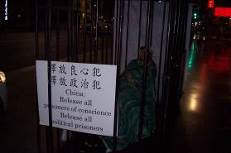 釋放良心犯
釋放政治犯
China,
Release all
prisoners of conscience
Release all
political prisoners